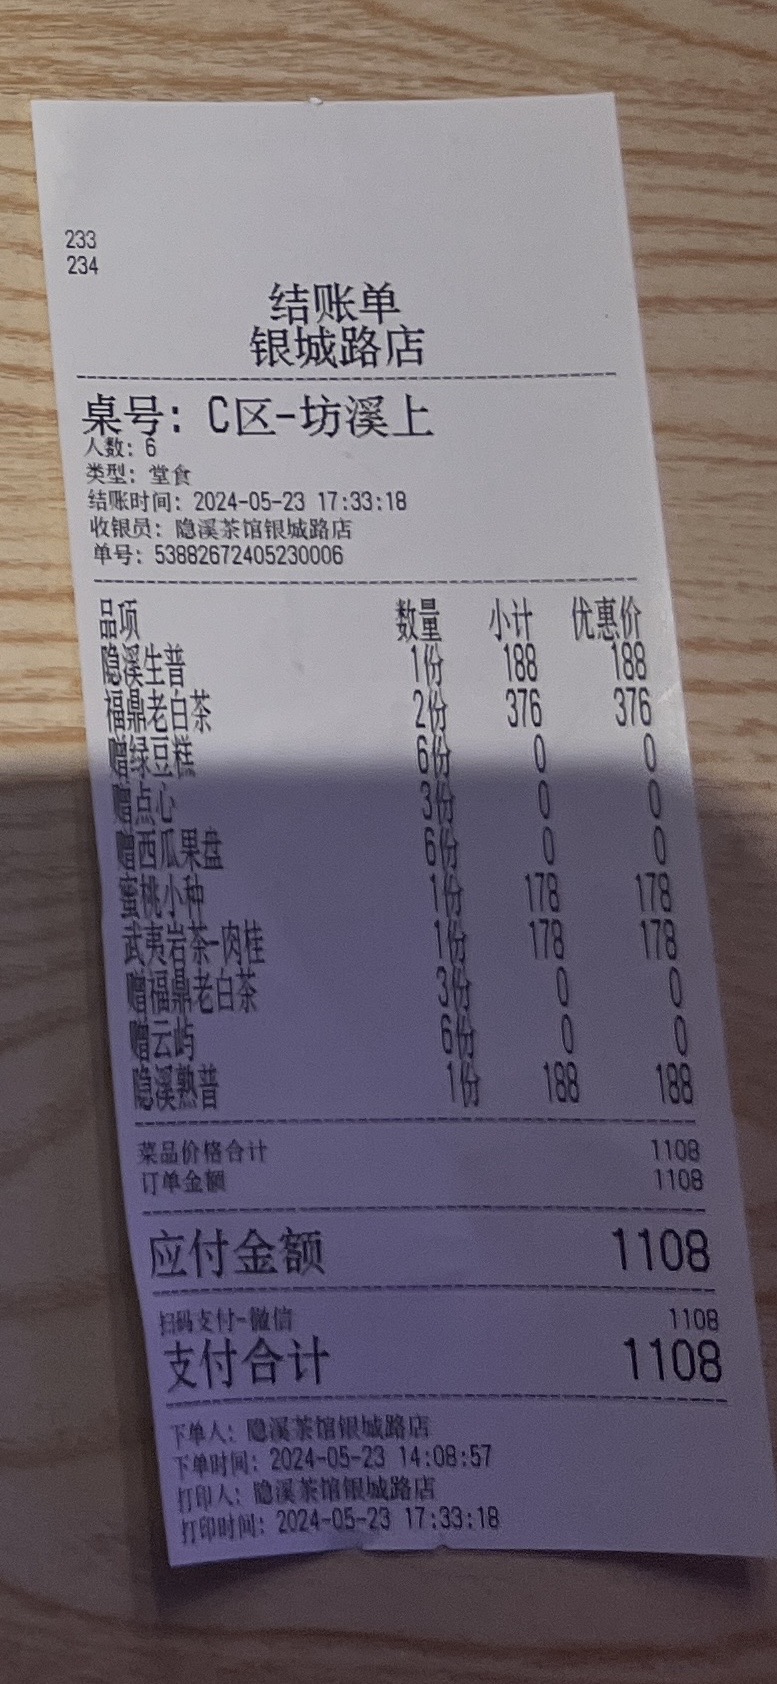 233
234
结账单
银城路店
桌号: C区-坊溪上
人数: 6
类型: 堂食
结账时间: 2024-05-23 17:33:18
收银员: 隐溪茶馆银城路店
单号: 53882672405230006
品项 数量 小计 优惠价
隐溪生普 1份 188 188
福鼎老白茶 2份 376 376
赠绿豆糕 6份 0 0
赠点心 3份 0 0
赠西瓜果盘 6份 0 0
蜜桃小种 1份 178 178
武夷岩茶-肉桂 1份 178 178
赠福鼎老白茶 3份 0 0
赠云屿 6份 0 0
隐溪熟普 1份 188 188
菜品价格合计 1108
订单金额 1108
应付金额 1108
扫码支付-微信 1108
支付合计 1108
下单人: 隐溪茶馆银城路店
下单时间: 2024-05-23 14:08:57
打印人: 隐溪茶馆银城路店
打印时间: 2024-05-23 17:33:18